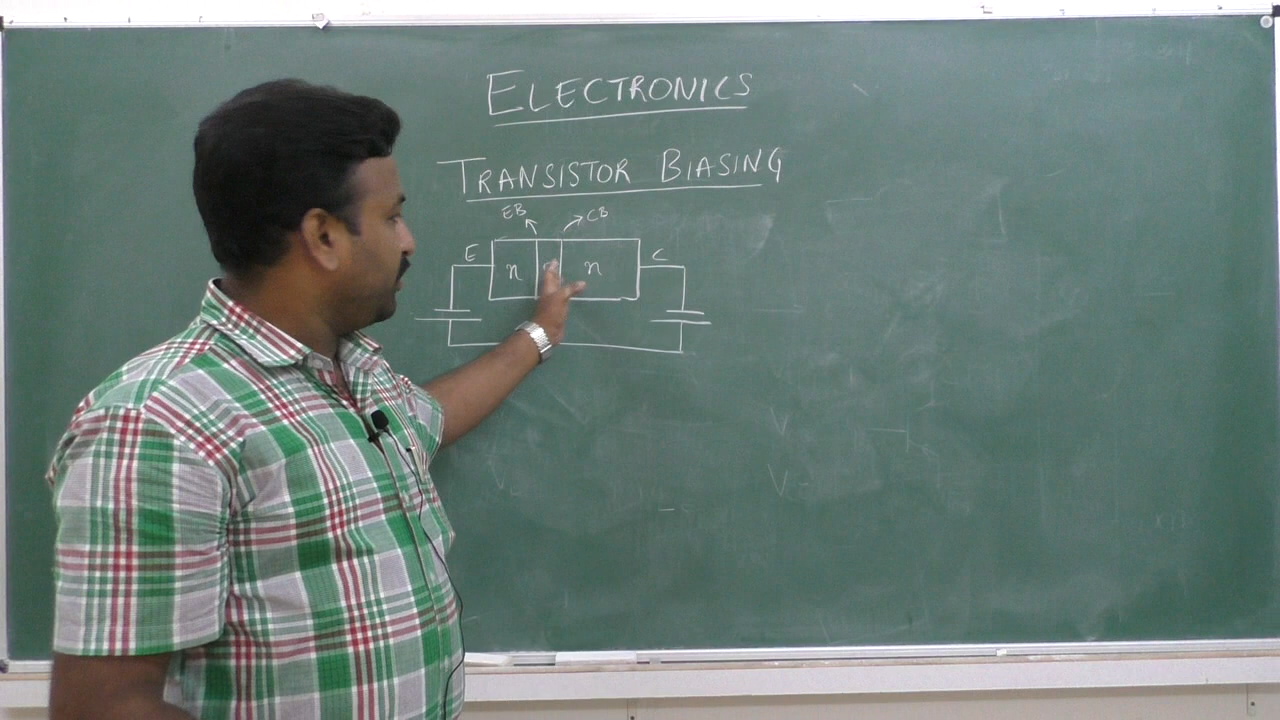 ELECTRONICS
TRANSISTOR BIASING
EB CB
E n n C
V
V